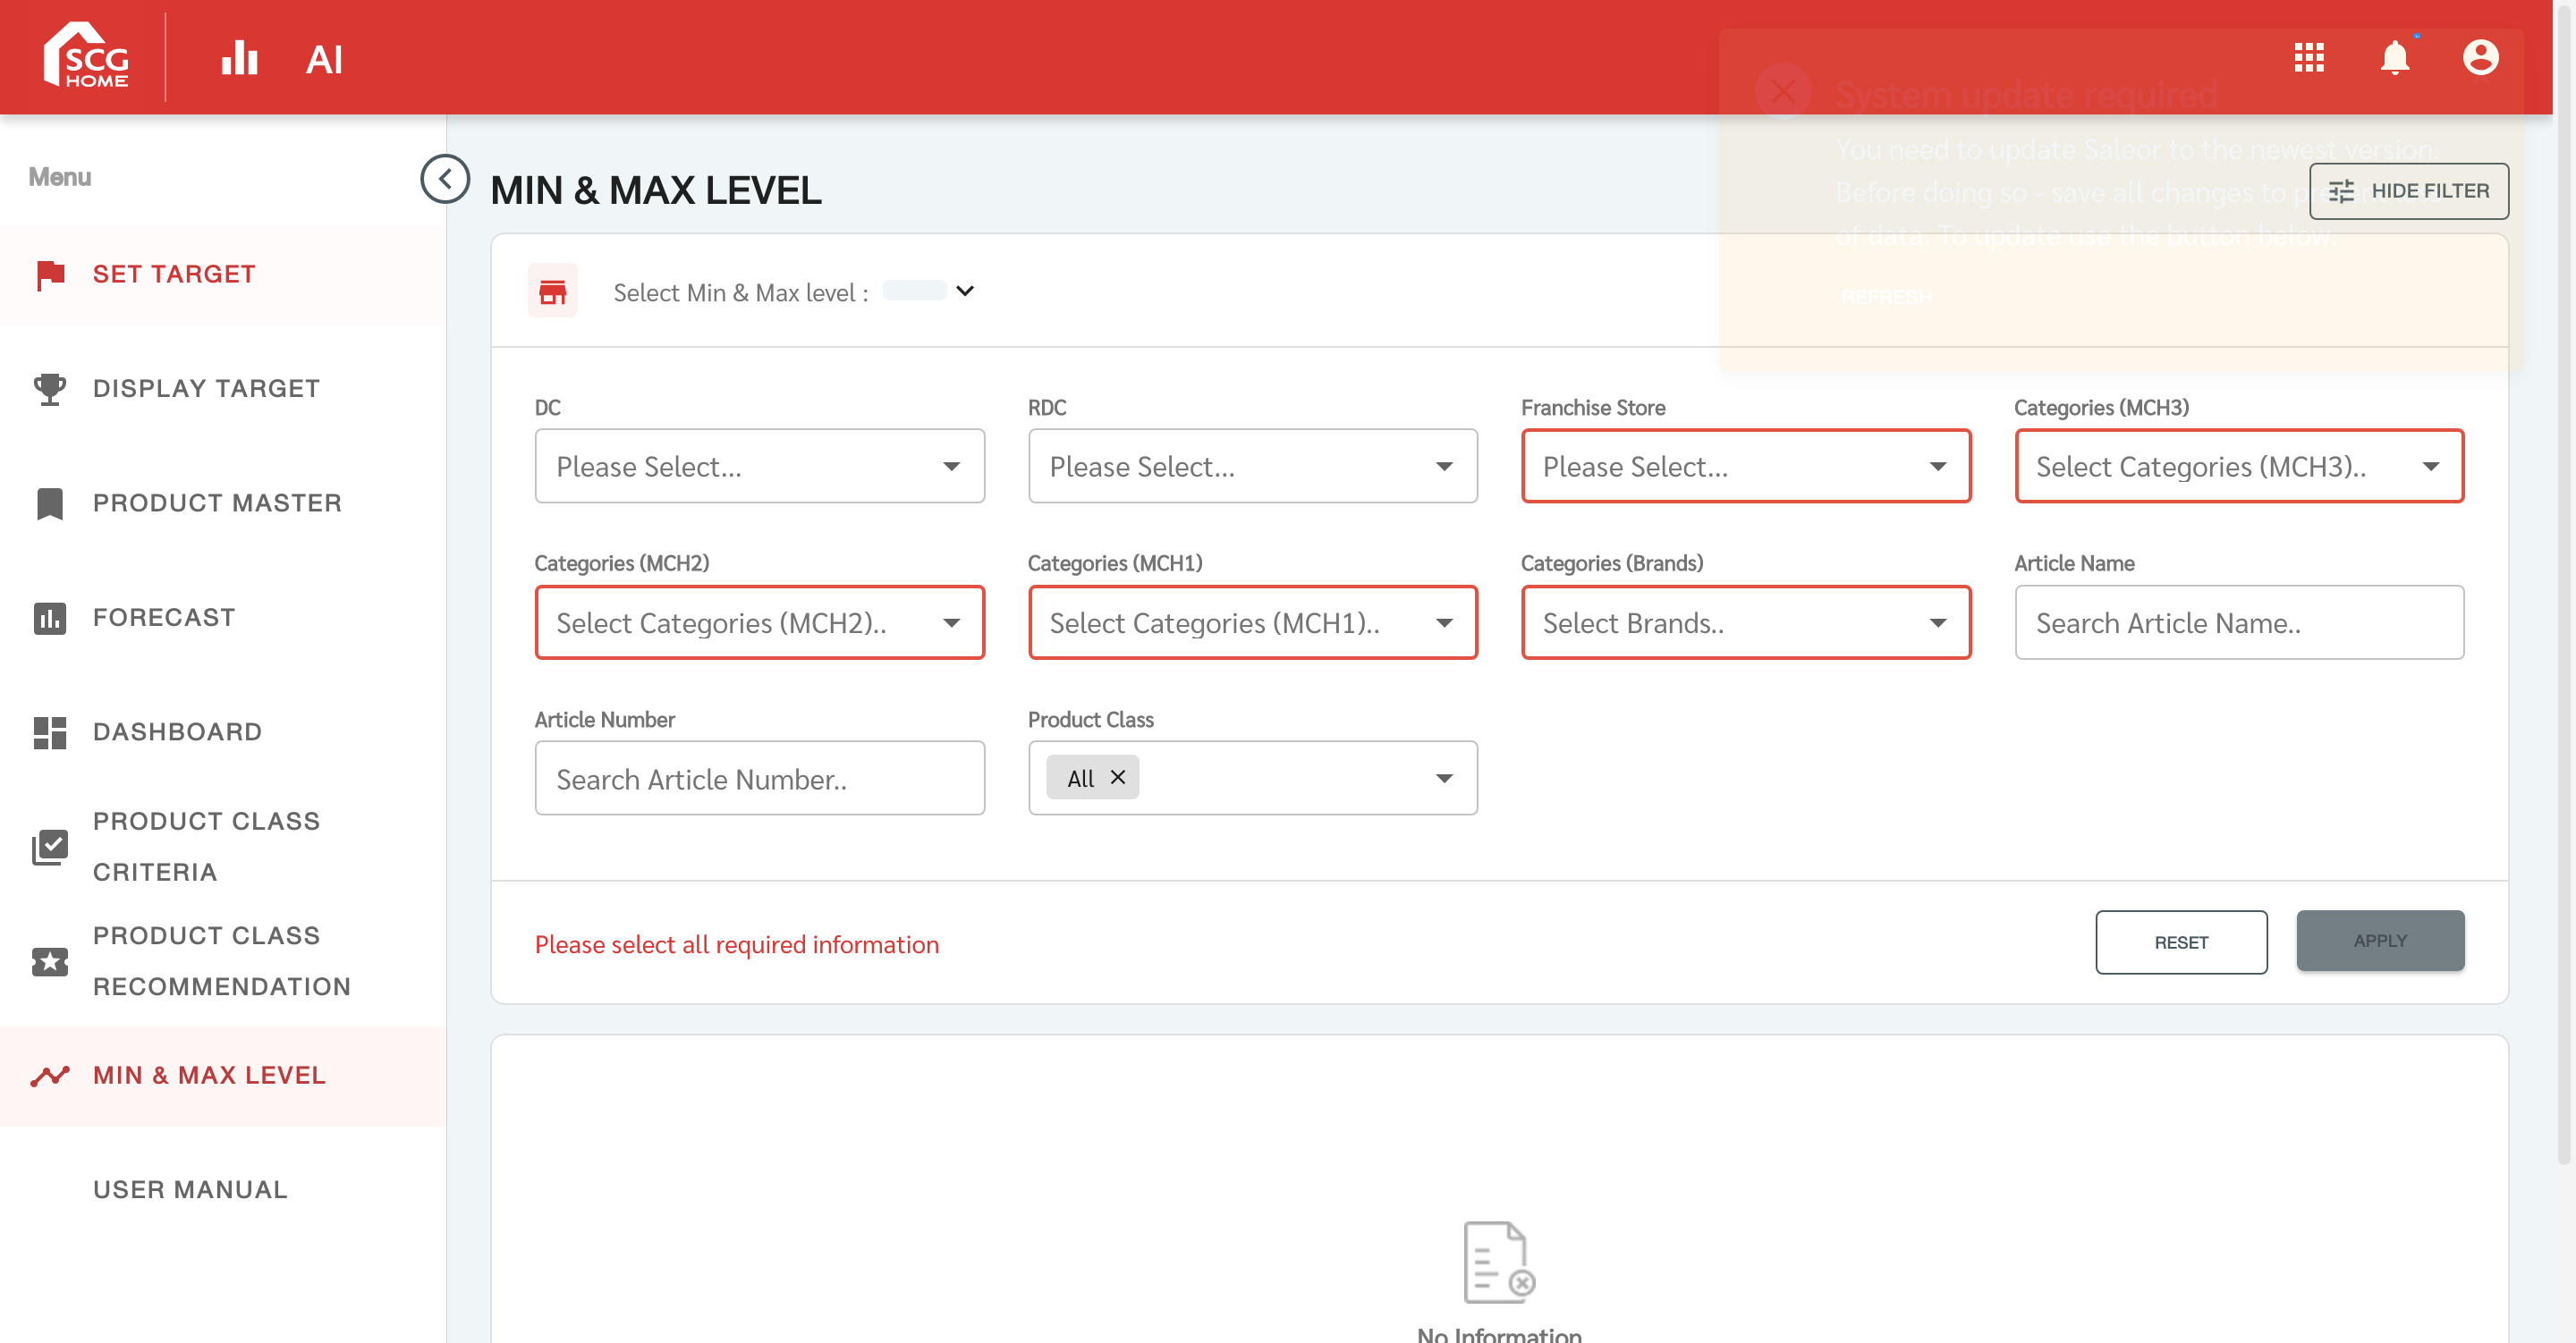 SCG
HOME
AI
System update required
You need to update Saleor to the newest version.
Before doing so - save all changes to
of data. To update use the button below.
REFRESH
Menu
SET TARGET
DISPLAY TARGET
PRODUCT MASTER
FORECAST
DASHBOARD
PRODUCT CLASS
CRITERIA
PRODUCT CLASS
RECOMMENDATION
MIN & MAX LEVEL
USER MANUAL
MIN & MAX LEVEL
HIDE FILTER
Select Min & Max level :
DC
RDC
Franchise Store
Categories (MCH3)
Please Select...
Please Select...
Please Select...
Select Categories (MCH3)..
Categories (MCH2)
Categories (MCH1)
Categories (Brands)
Article Name
Select Categories (MCH2)..
Select Categories (MCH1)..
Select Brands..
Search Article Name..
Article Number
Product Class
Search Article Number..
All
Please select all required information
RESET
APPLY
No Information